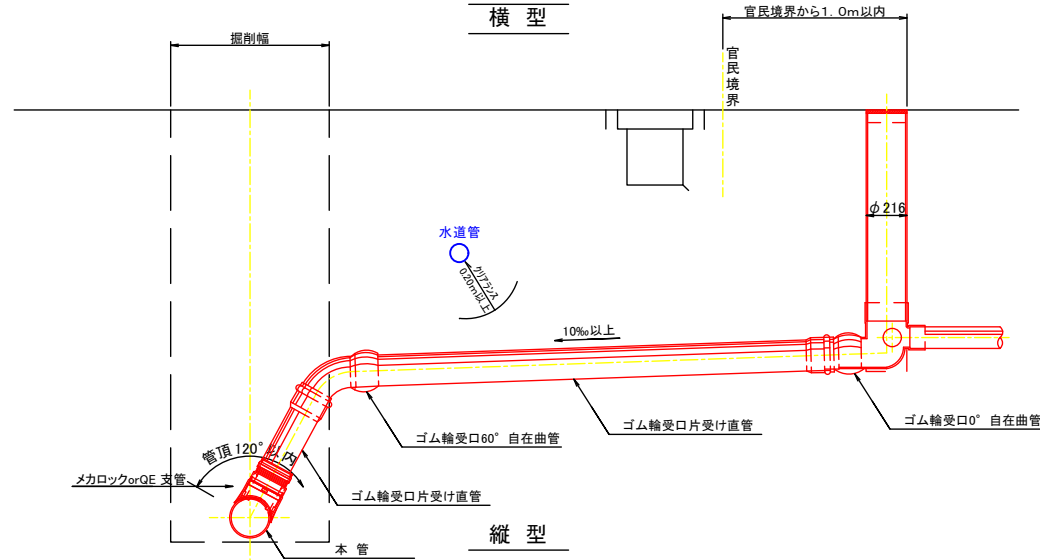 横 型
官民境界から1．0m以内
掘削幅
官民境界
φ216
水道管
クリアランス
0.20m以上
10‰以上
ゴム輪受口60° 自在曲管
ゴム輪受口片受け直管
ゴム輪受口0° 自在曲管
管頂120°以内
メカロックorQE 支管
ゴム輪受口片受け直管
本 管
縦 型